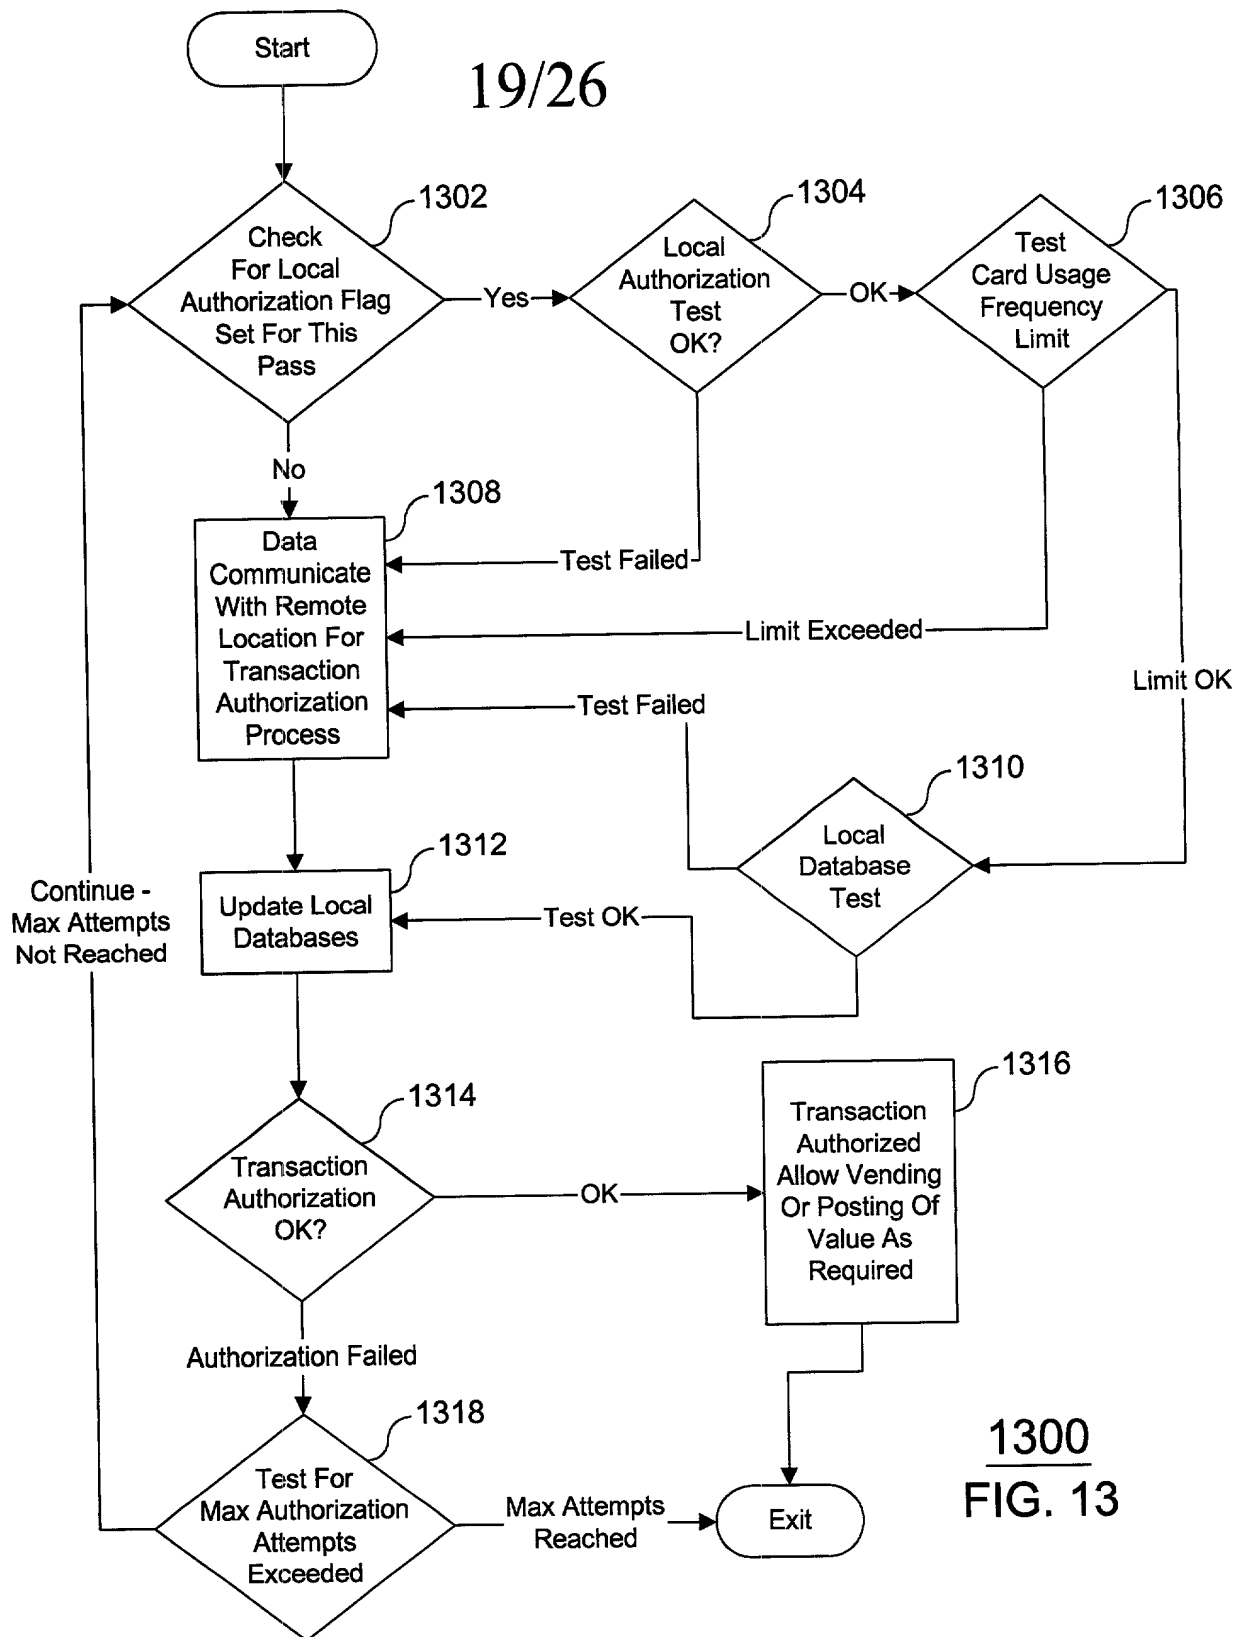 Start
19/26
1302
Check
For Local
Authorization Flag
Set For This
Pass
Yes
1304
Local
Authorization
Test
OK?
OK
1306
Test
Card Usage
Frequency
Limit
No
1308
Data
Communicate
With Remote
Location For
Transaction
Authorization
Process
Test Failed
Limit Exceeded
Test Failed
Limit OK
1310
Local
Database
Test
1312
Update Local
Databases
Test OK
Continue -
Max Attempts
Not Reached
1314
Transaction
Authorization
OK?
OK
1316
Transaction
Authorized
Allow Vending
Or Posting Of
Value As
Required
Authorization Failed
1318
Test For
Max Authorization
Attempts
Exceeded
Max Attempts
Reached
Exit
1300
FIG. 13